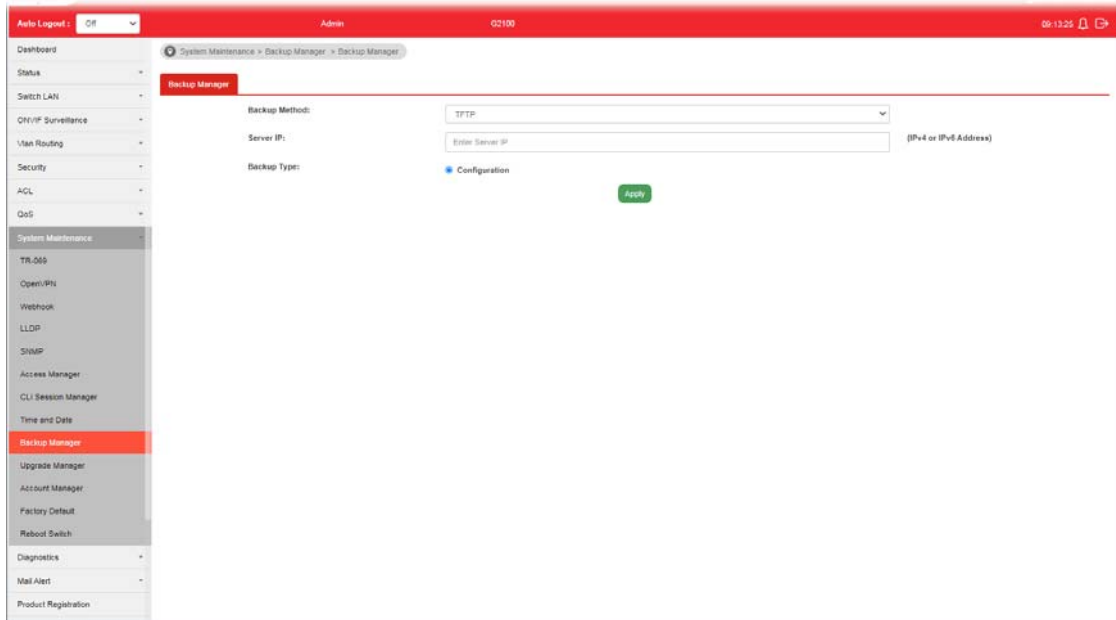 Auto Logout : Off Admin G2100 09:13:25
Dashboard
Status
Switch LAN
ONVIF Surveillance
Vlan Routing
Security
ACL
QoS
System Maintenance
TR-069
OpenVPN
Webhook
LLDP
SNMP
Access Manager
CLI Session Manager
Time and Date
Backup Manager
Upgrade Manager
Account Manager
Factory Default
Reboot Switch
Diagnostics
Mail Alert
Product Registration
System Maintenance > Backup Manager > Backup Manager
Backup Manager
Backup Method: TFTP
Server IP: Enter Server IP (IPv4 or IPv6 Address)
Backup Type: Configuration
Apply